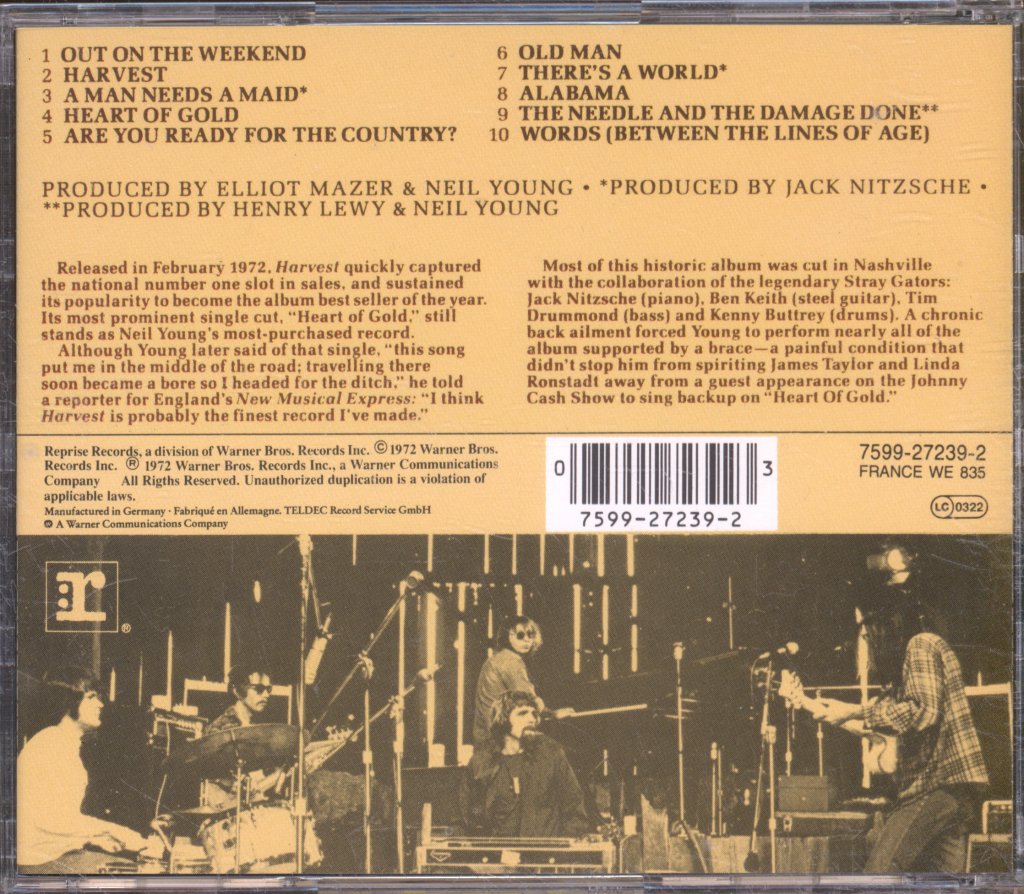 1 OUT ON THE WEEKEND
2 HARVEST
3 A MAN NEEDS A MAID*
4 HEART OF GOLD
5 ARE YOU READY FOR THE COUNTRY?
6 OLD MAN
7 THERE'S A WORLD*
8 ALABAMA
9 THE NEEDLE AND THE DAMAGE DONE**
10 WORDS (BETWEEN THE LINES OF AGE)
PRODUCED BY ELLIOT MAZER & NEIL YOUNG • *PRODUCED BY JACK NITZSCHE •
**PRODUCED BY HENRY LEWY & NEIL YOUNG
Released in February 1972, Harvest quickly captured
the national number one slot in sales, and sustained
its popularity to become the album best seller of the year.
Its most prominent single cut, "Heart of Gold," still
stands as Neil Young's most-purchased record.
Although Young later said of that single, "this song
put me in the middle of the road; travelling there
soon became a bore so I headed for the ditch," he told
a reporter for England's New Musical Express: "I think
Harvest is probably the finest record I've made."
Most of this historic album was cut in Nashville
with the collaboration of the legendary Stray Gators:
Jack Nitzsche (piano), Ben Keith (steel guitar), Tim
Drummond (bass) and Kenny Buttrey (drums). A chronic
back ailment forced Young to perform nearly all of the
album supported by a brace—a painful condition that
didn't stop him from spiriting James Taylor and Linda
Ronstadt away from a guest appearance on the Johnny
Cash Show to sing backup on "Heart Of Gold."
Reprise Records, a division of Warner Bros. Records Inc. © 1972 Warner Bros.
Records Inc. ® 1972 Warner Bros. Records Inc., a Warner Communications
Company All Rigths Reserved. Unauthorized duplication is a violation of
applicable laws.
Manufactured in Germany · Fabriqué en Allemagne. TELDEC Record Service GmbH
A Warner Communications Company
0 3
7599-27239-2
7599-27239-2
FRANCE WE 835
LC 0322
:r ®